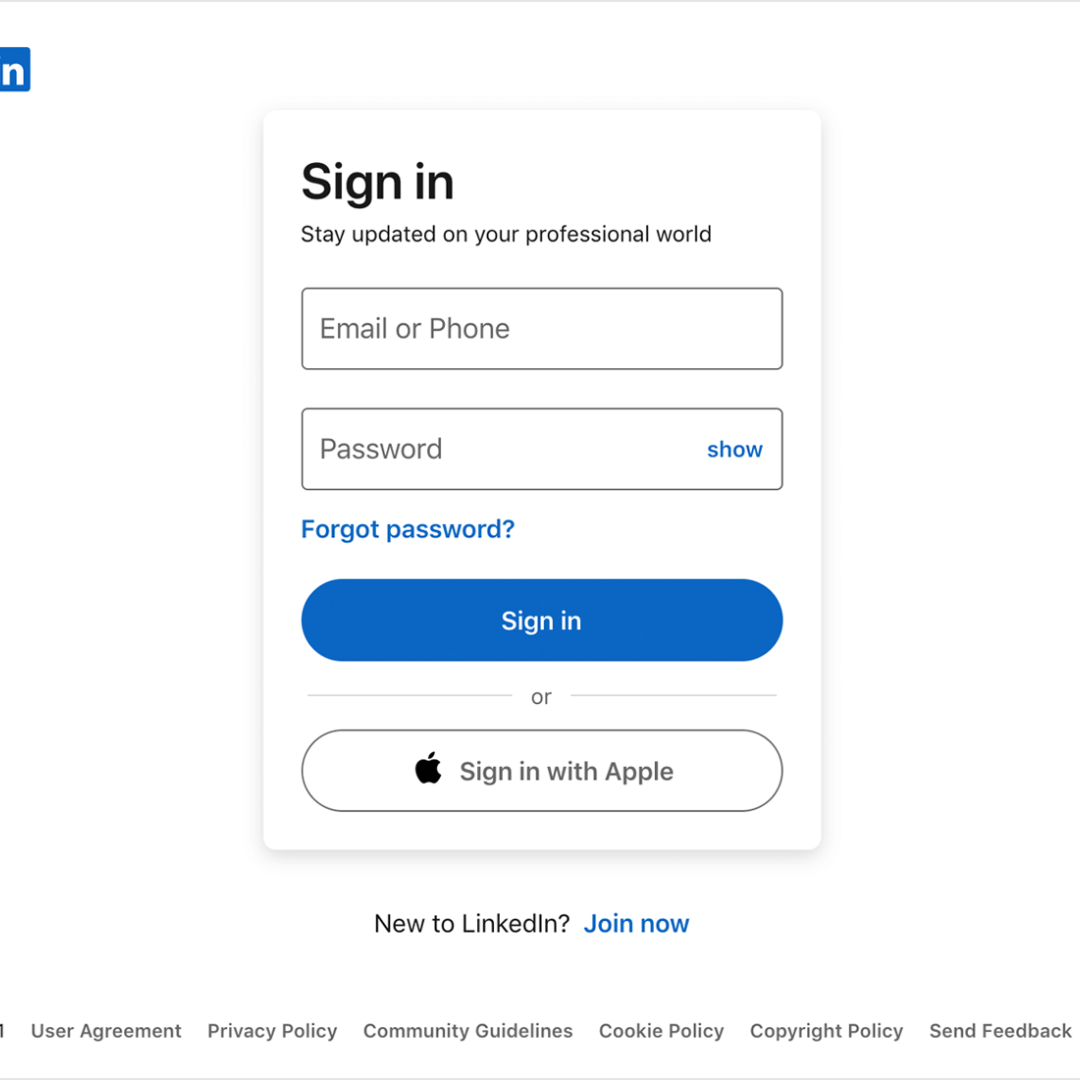 in
Sign in
Stay updated on your professional world
Email or Phone
Password show
Forgot password?
Sign in
or
Sign in with Apple
New to LinkedIn? Join now
1 User Agreement Privacy Policy Community Guidelines Cookie Policy Copyright Policy Send Feedback